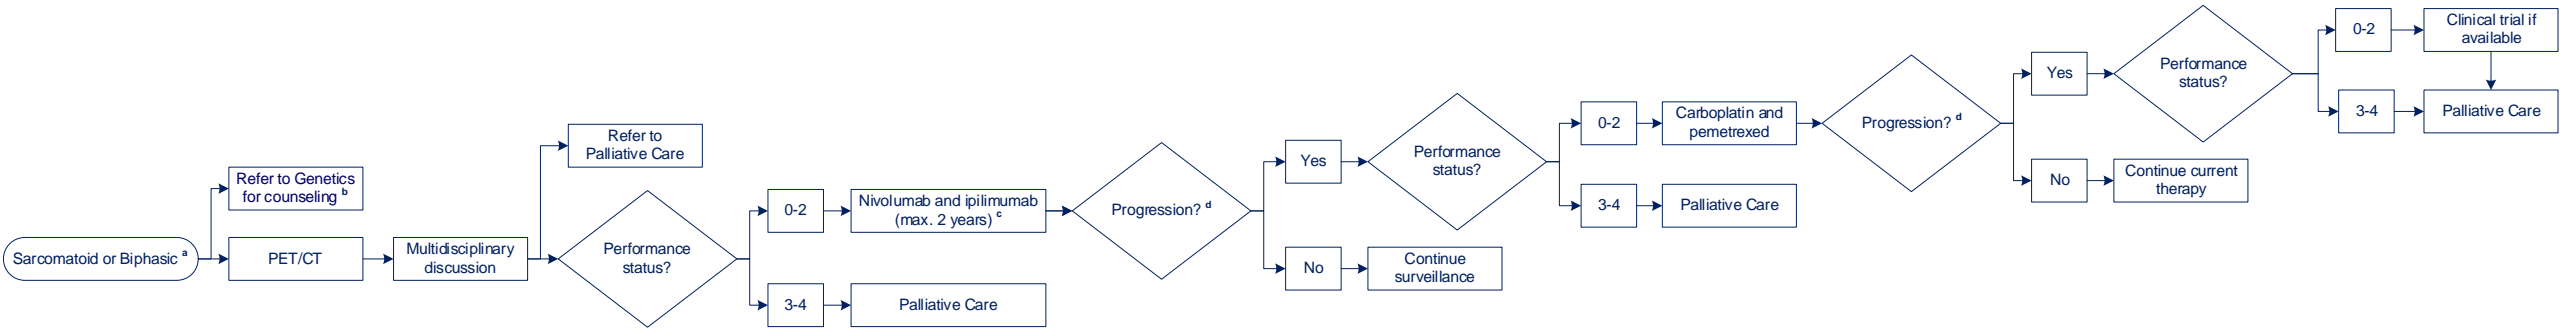 Sarcomatoid or Biphasic a
Refer to Genetics
for counseling b
PET/CT
Multidisciplinary
discussion
Refer to
Palliative Care
Performance
status?
0-2
Nivolumab and ipilimumab
(max. 2 years) c
3-4
Palliative Care
Progression? d
Yes
Performance
status?
No
Continue
surveillance
0-2
Carboplatin and
pemetrexed
3-4
Palliative Care
Progression? d
Yes
Performance
status?
No
Continue current
therapy
0-2
Clinical trial if
available
3-4
Palliative Care